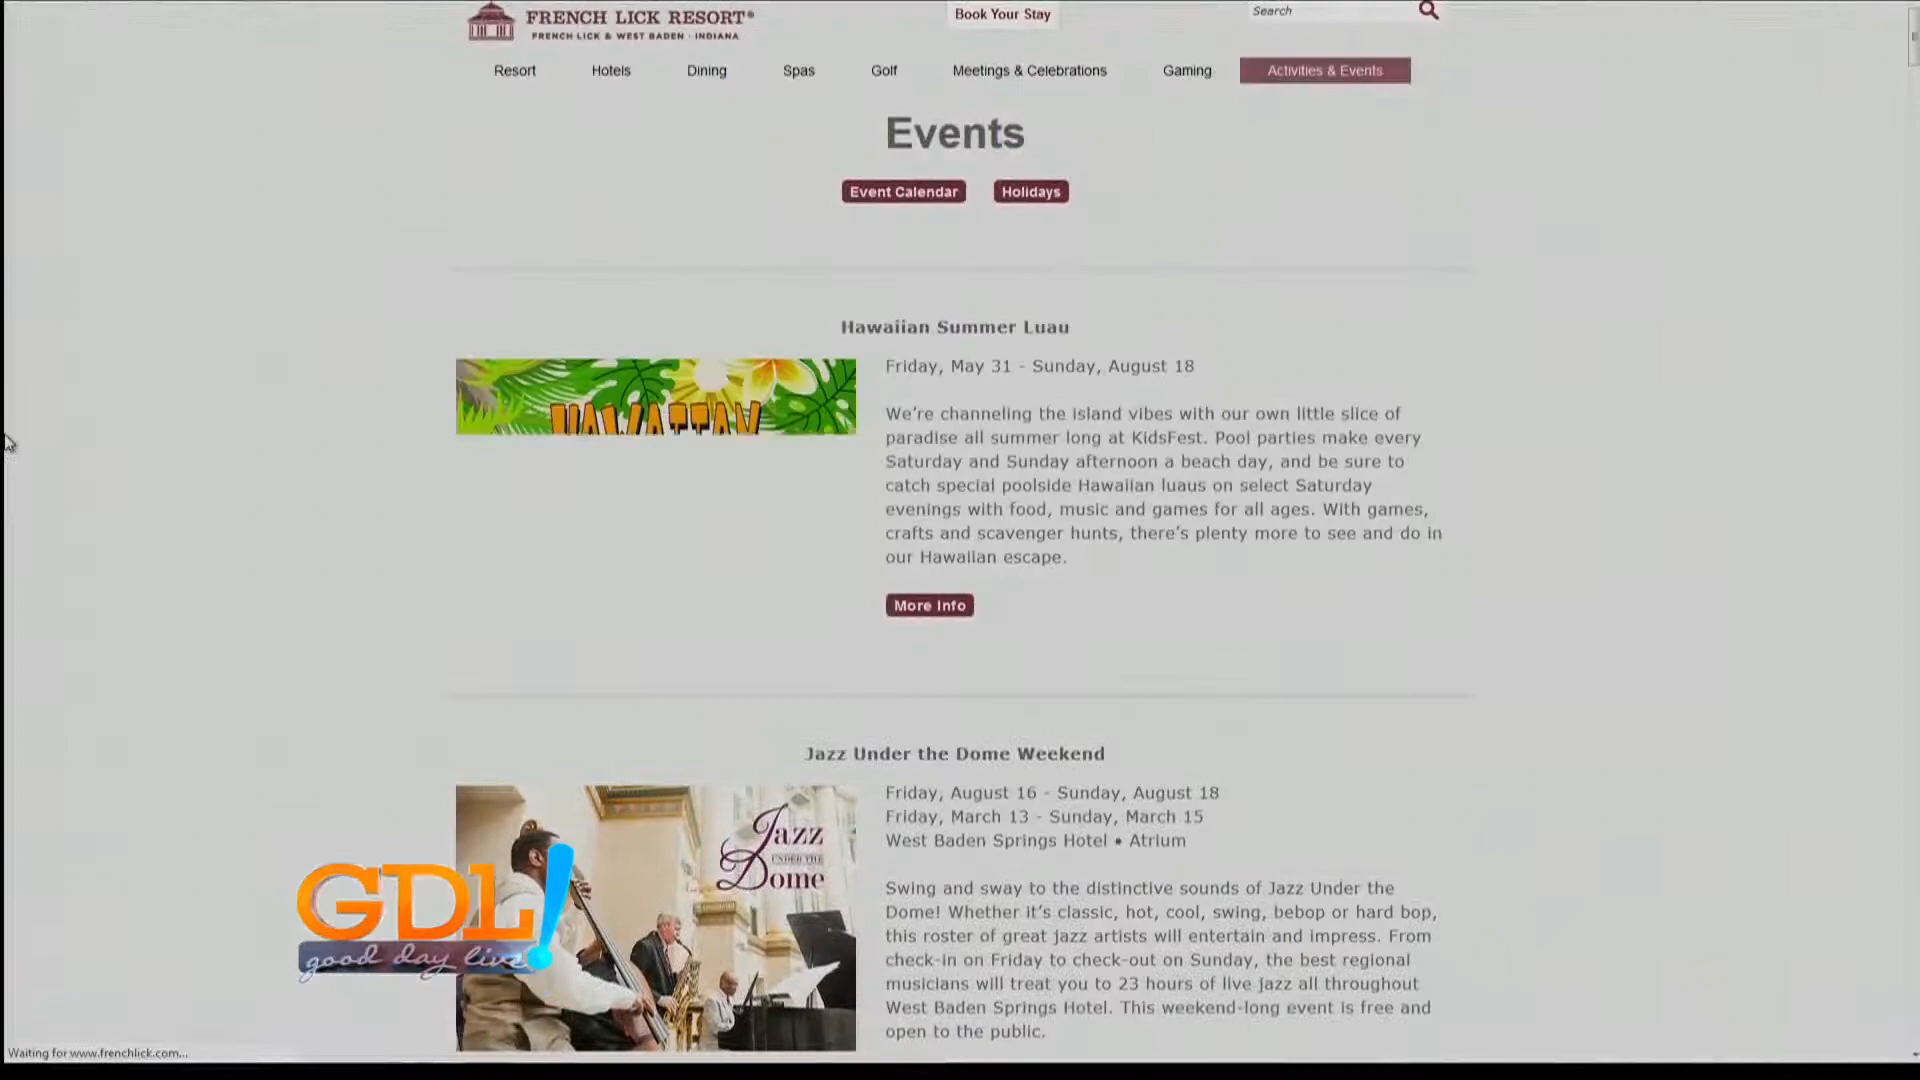 FRENCH LICK RESORT®
FRENCH LICK & WEST BADEN · INDIANA
Book Your Stay
Search
Resort
Hotels
Dining
Spas
Golf
Meetings & Celebrations
Gaming
Activities & Events
Events
Event Calendar
Holidays
Hawaiian Summer Luau
HAWAIIAN
Friday, May 31 - Sunday, August 18
We’re channeling the island vibes with our own little slice of
paradise all summer long at KidsFest. Pool parties make every
Saturday and Sunday afternoon a beach day, and be sure to
catch special poolside Hawaiian luaus on select Saturday
evenings with food, music and games for all ages. With games,
crafts and scavenger hunts, there’s plenty more to see and do in
our Hawaiian escape.
More Info
Jazz Under the Dome Weekend
Jazz
UNDER THE
Dome
Friday, August 16 - Sunday, August 18
Friday, March 13 - Sunday, March 15
West Baden Springs Hotel • Atrium
Swing and sway to the distinctive sounds of Jazz Under the
Dome! Whether it’s classic, hot, cool, swing, bebop or hard bop,
this roster of great jazz artists will entertain and impress. From
check-in on Friday to check-out on Sunday, the best regional
musicians will treat you to 23 hours of live jazz all throughout
West Baden Springs Hotel. This weekend-long event is free and
open to the public.
GDL!
good day live
Waiting for www.frenchlick.com...